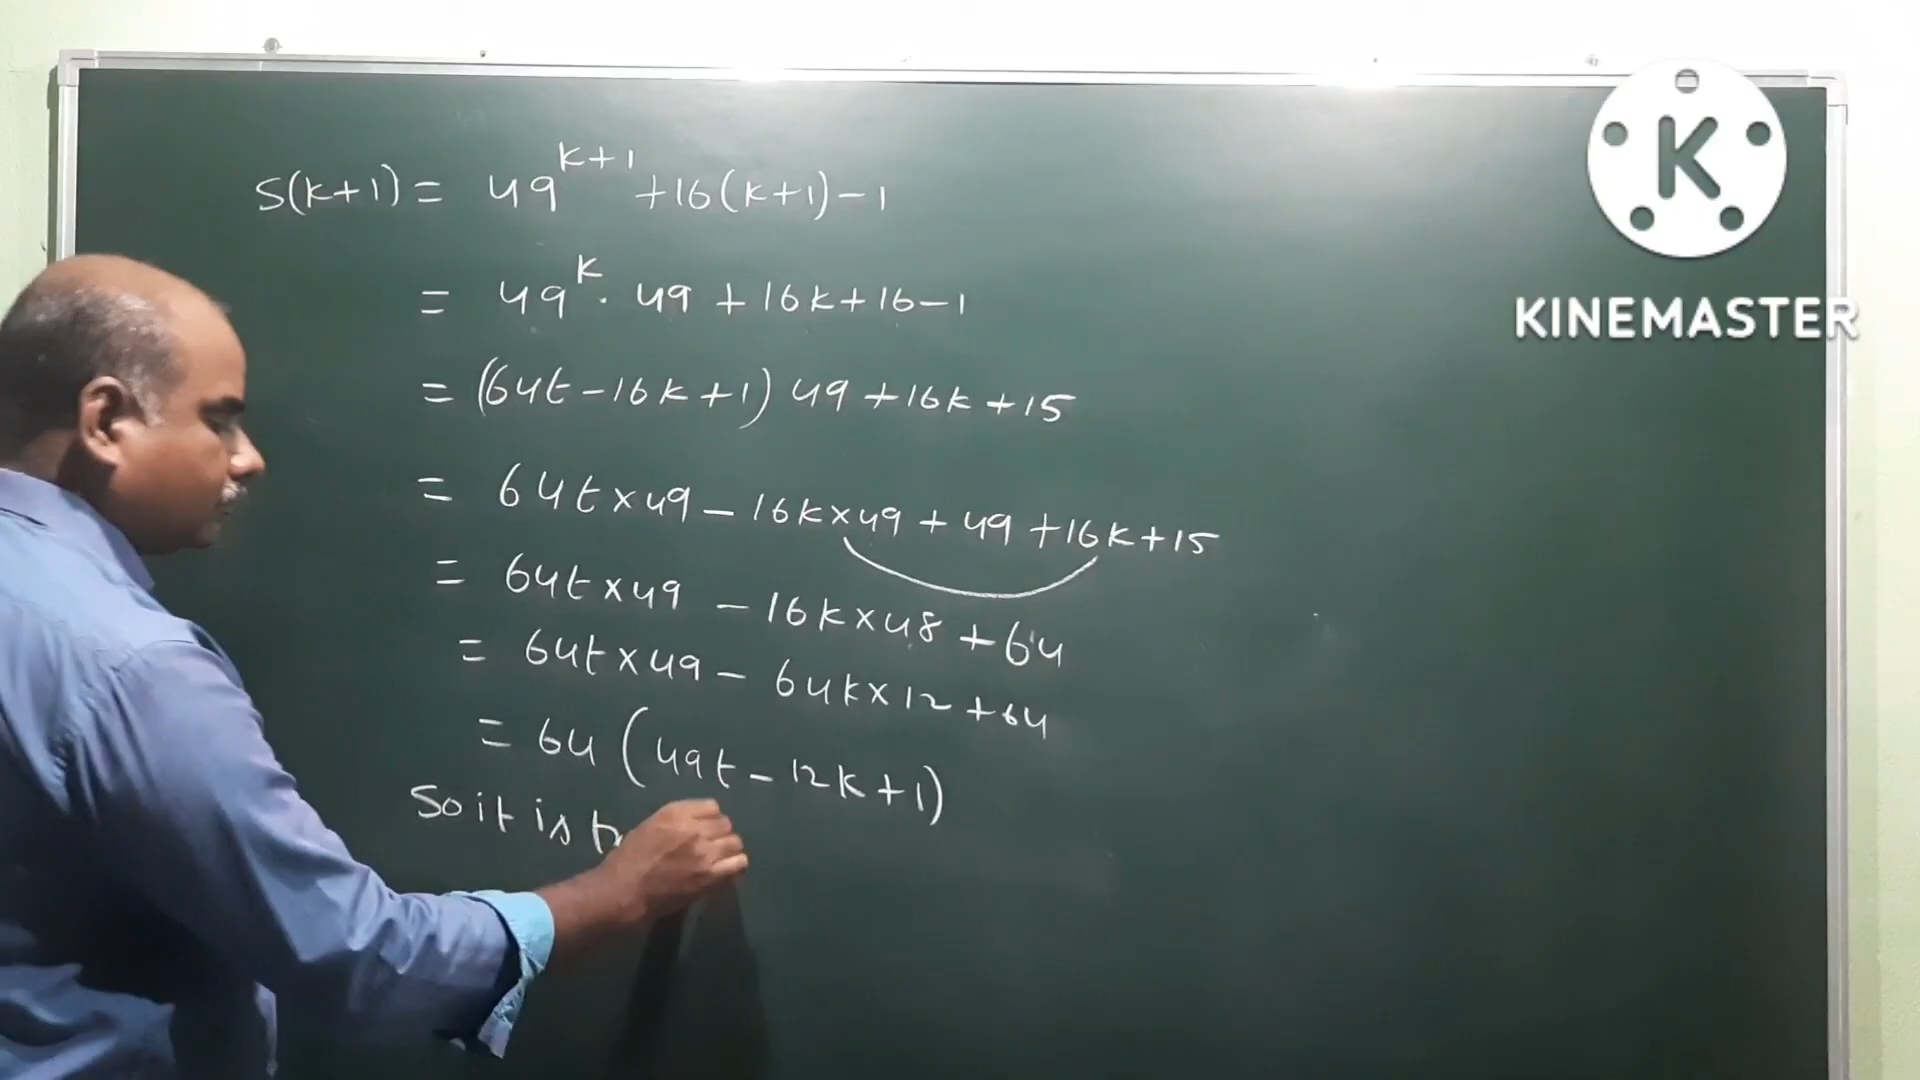 S(k+1) = 49^{k+1} + 16(k+1) - 1
= 49^k · 49 + 16k + 16 - 1
= (64t - 16k + 1) 49 + 16k + 15
= 64t × 49 - 16k × 49 + 49 + 16k + 15
= 64t × 49 - 16k × 48 + 64
= 64t × 49 - 64k × 12 + 64
= 64 (49t - 12k + 1)
So it is
K
KINEMASTER